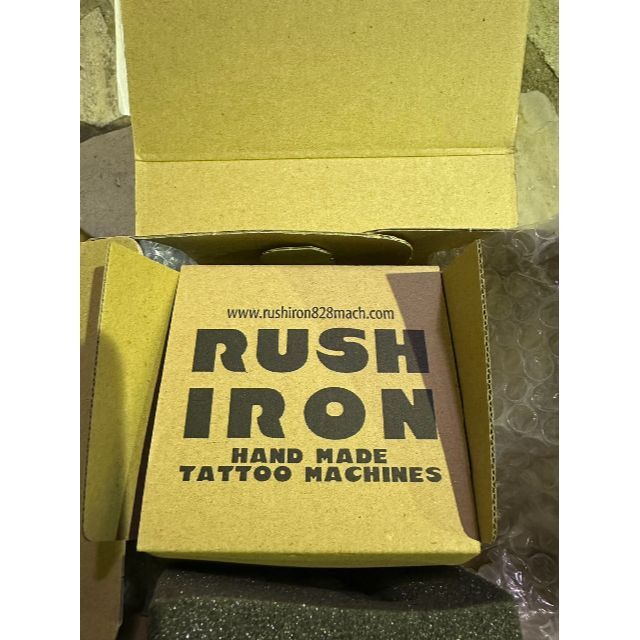 www.rushiron828mach.com
RUSH
IRON
HAND MADE
TATTOO MACHINES